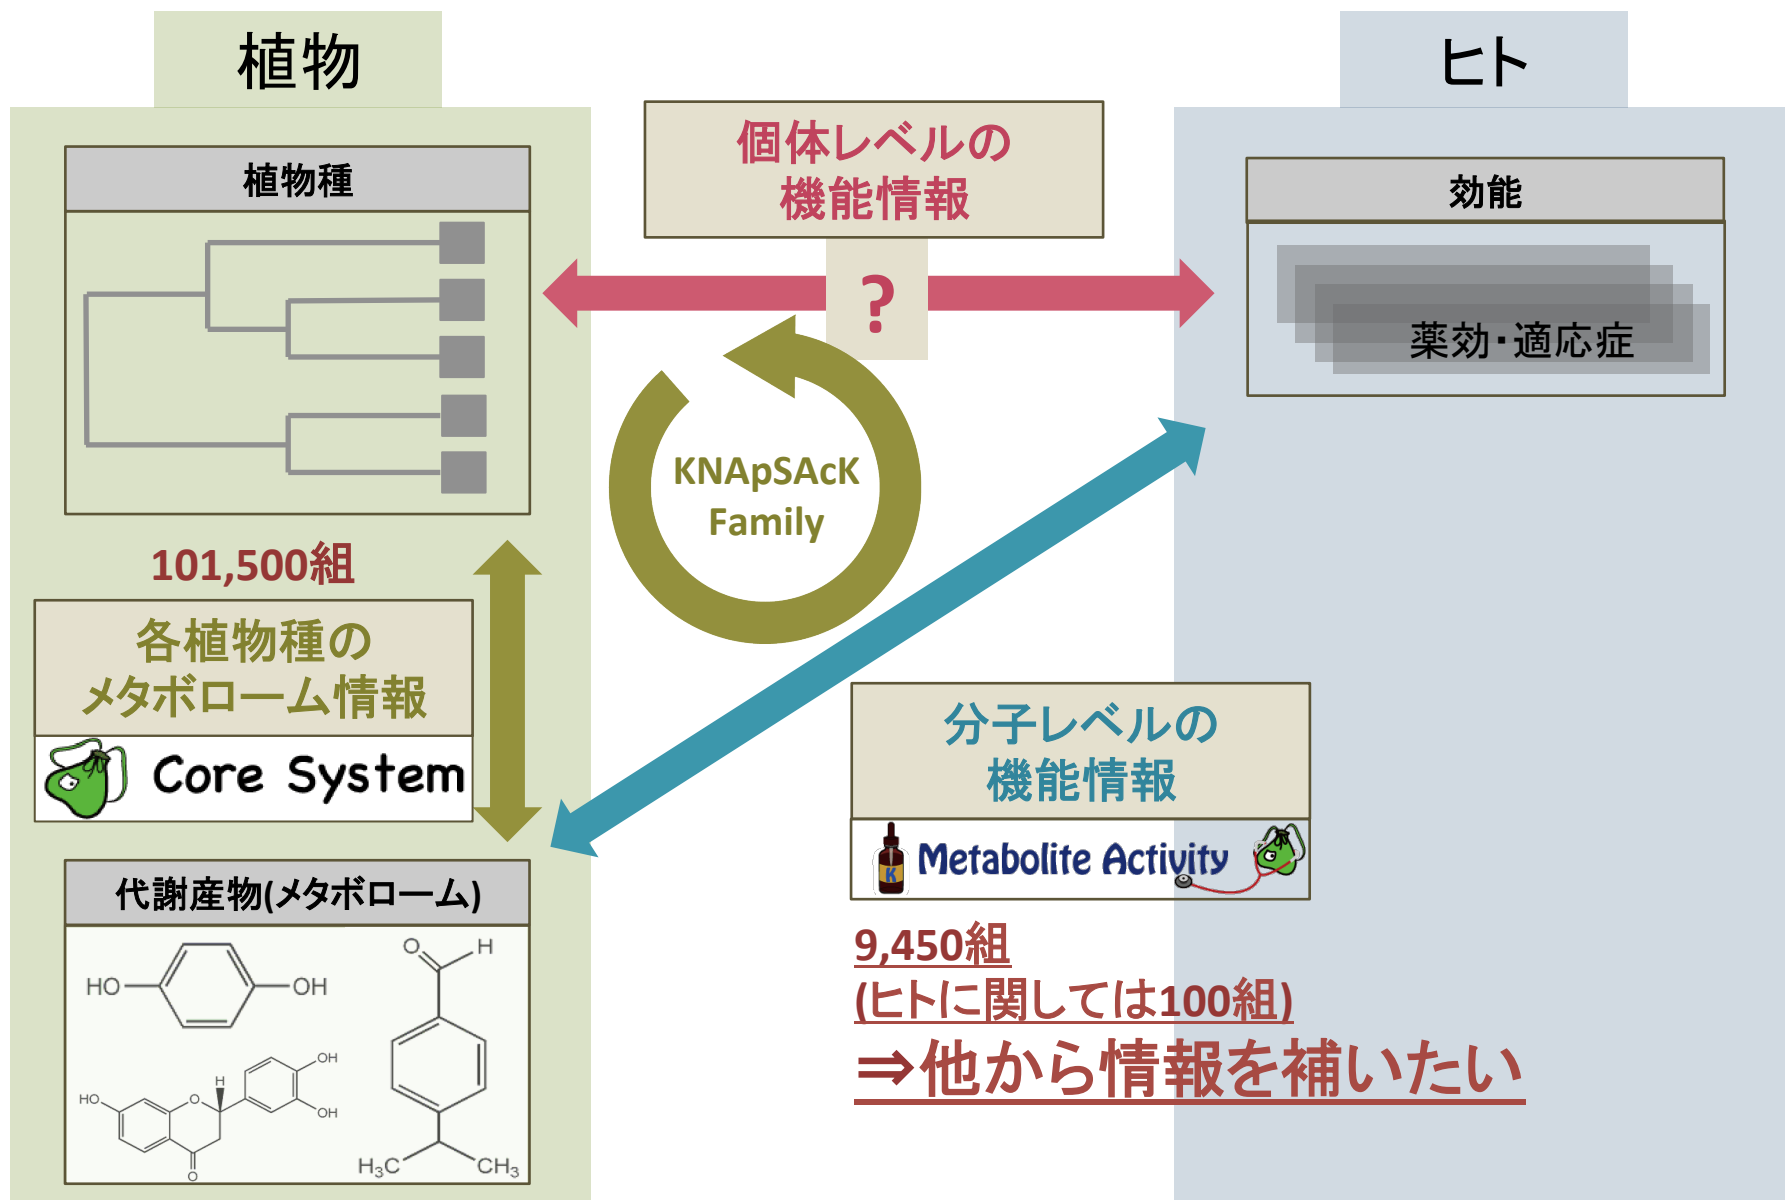 植物
ヒト
個体レベルの
機能情報
植物種
効能
?
薬効・適応症
KNApSAcK
Family
101,500組
各植物種の
メタボローム情報
Core System
分子レベルの
機能情報
K
Metabolite Activity
代謝産物(メタボローム)
HO
OH
O
H
HO
O
H
OH
OH
O
H₃C
CH₃
9,450組
(ヒトに関しては100組)
⇒他から情報を補いたい